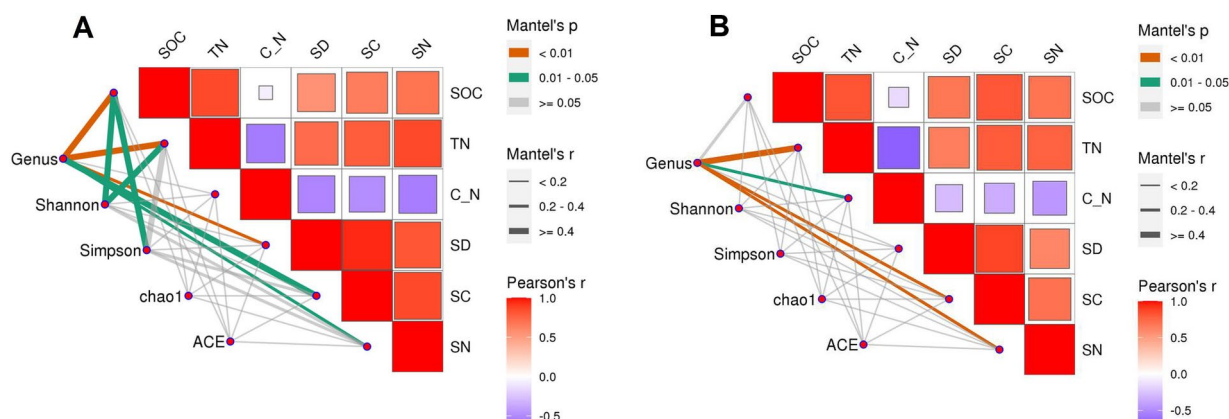 A
SOC TN C_N SD SC SN
SOC
TN
C_N
SD
SC
SN
Genus
Shannon
Simpson
chao1
ACE
Mantel's p
< 0.01
0.01 - 0.05
>= 0.05
Mantel's r
< 0.2
0.2 - 0.4
>= 0.4
Pearson's r
1.0
0.5
0.0
-0.5
B
SOC TN C_N SD SC SN
SOC
TN
C_N
SD
SC
SN
Genus
Shannon
Simpson
chao1
ACE
Mantel's p
< 0.01
0.01 - 0.05
>= 0.05
Mantel's r
< 0.2
0.2 - 0.4
>= 0.4
Pearson's r
1.0
0.5
0.0
-0.5